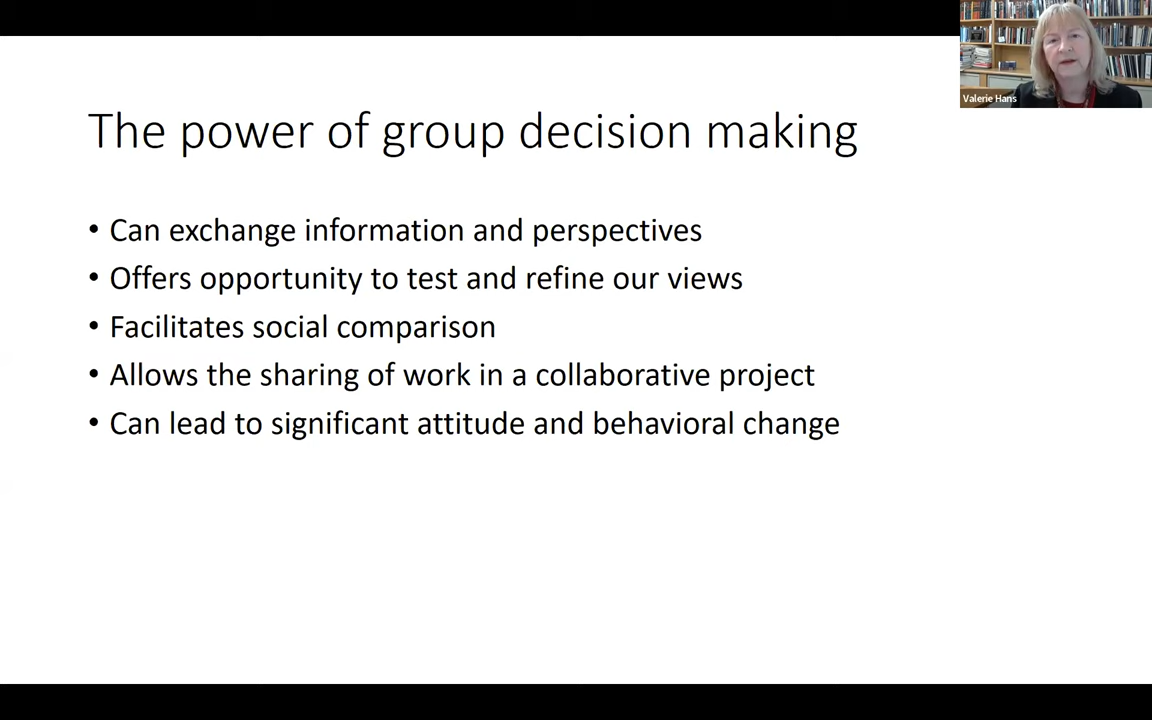 Valerie Hans
The power of group decision making
• Can exchange information and perspectives
• Offers opportunity to test and refine our views
• Facilitates social comparison
• Allows the sharing of work in a collaborative project
• Can lead to significant attitude and behavioral change